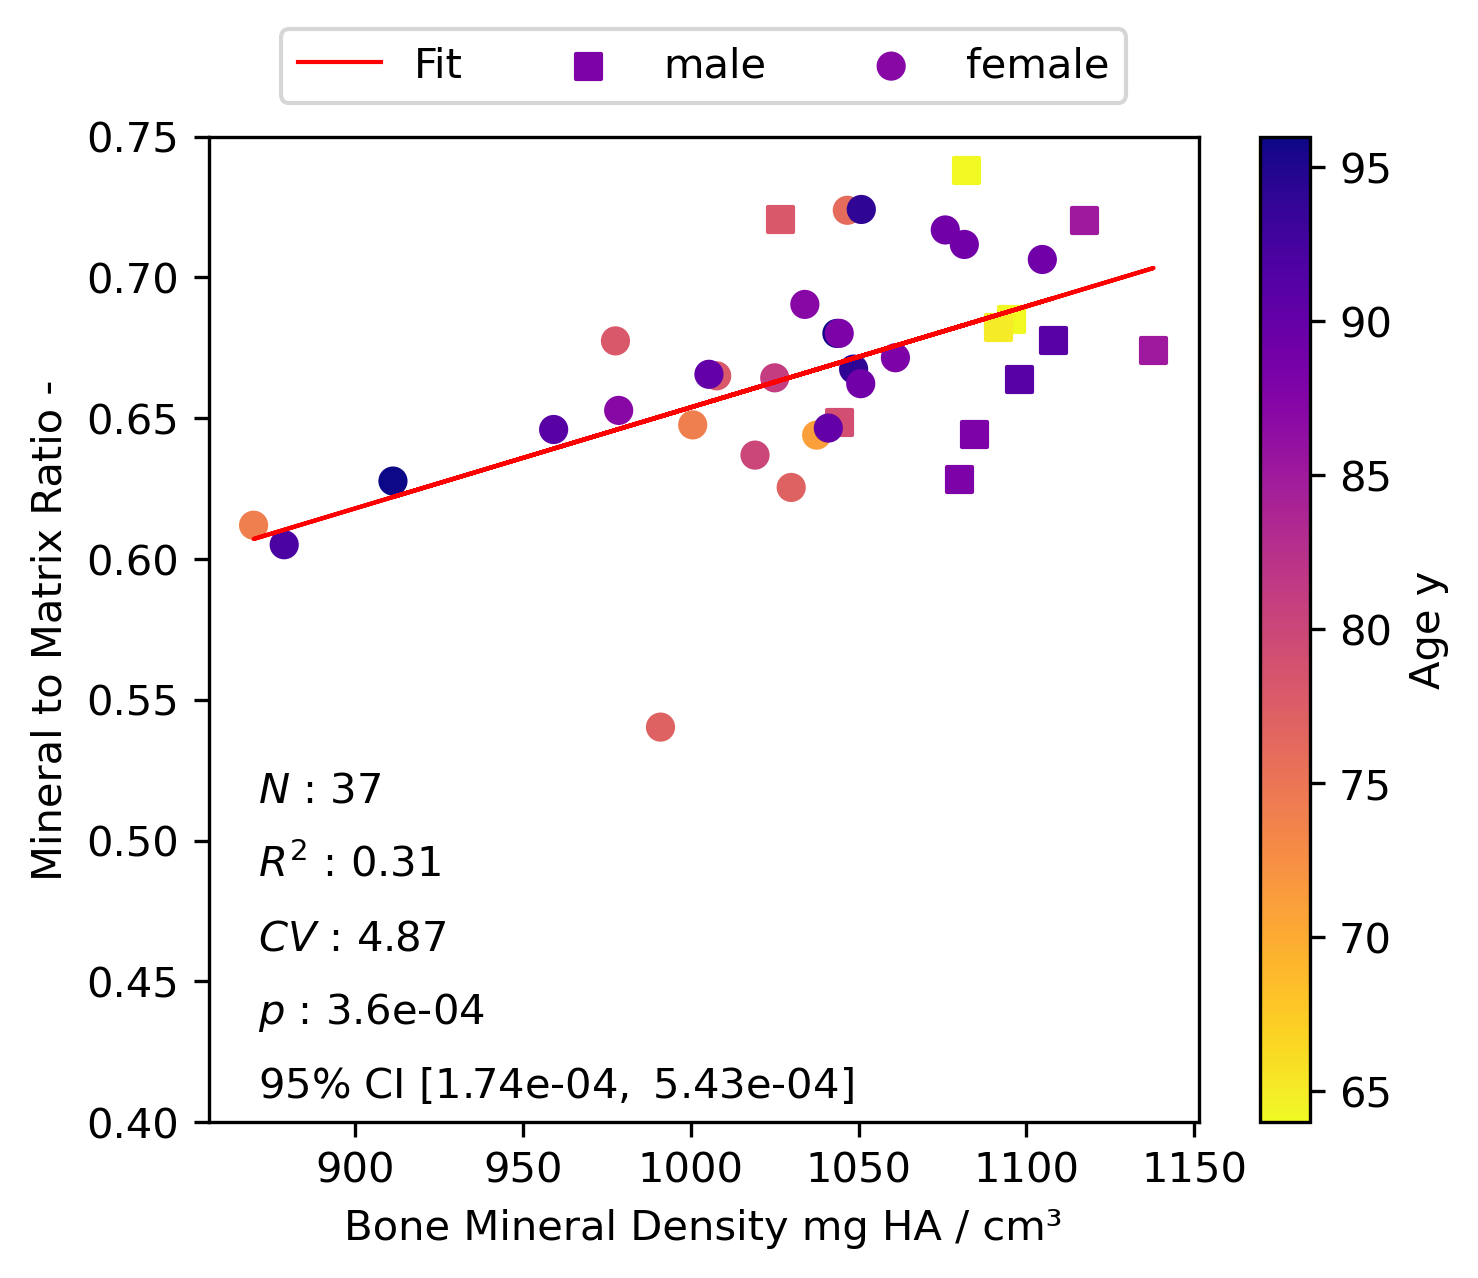 Fit male female
0.75
0.70
0.65
0.60
0.55
0.50
0.45
0.40
Mineral to Matrix Ratio -
N : 37
R² : 0.31
CV : 4.87
p : 3.6e-04
95% CI [1.74e-04, 5.43e-04]
900 950 1000 1050 1100 1150
Bone Mineral Density mg HA / cm³
95
90
85
80
75
70
65
Age y